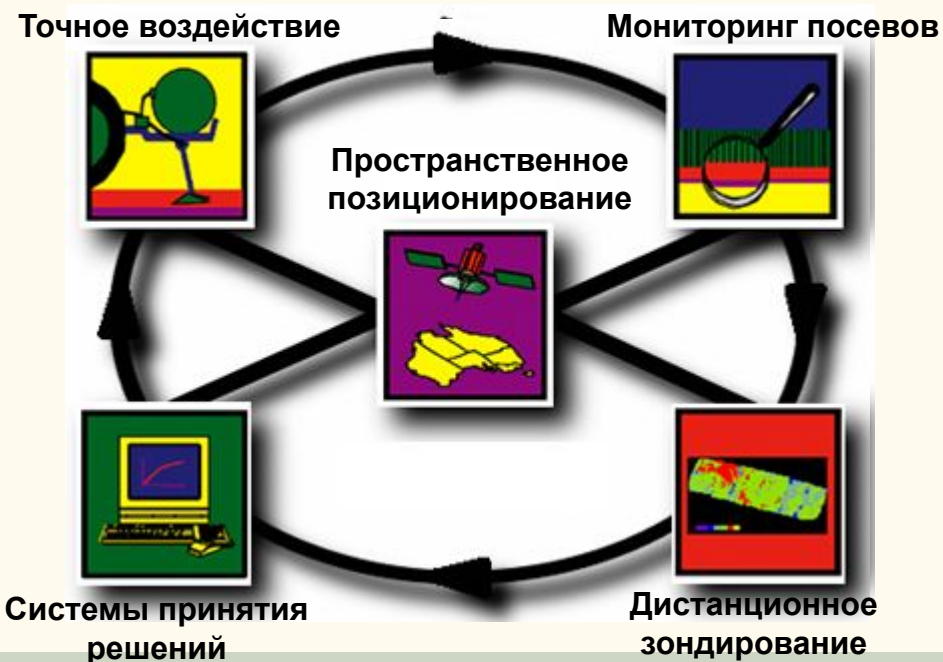 Точное воздействие
Мониторинг посевов
Пространственное
позиционирование
Системы принятия
решений
Дистанционное
зондирование